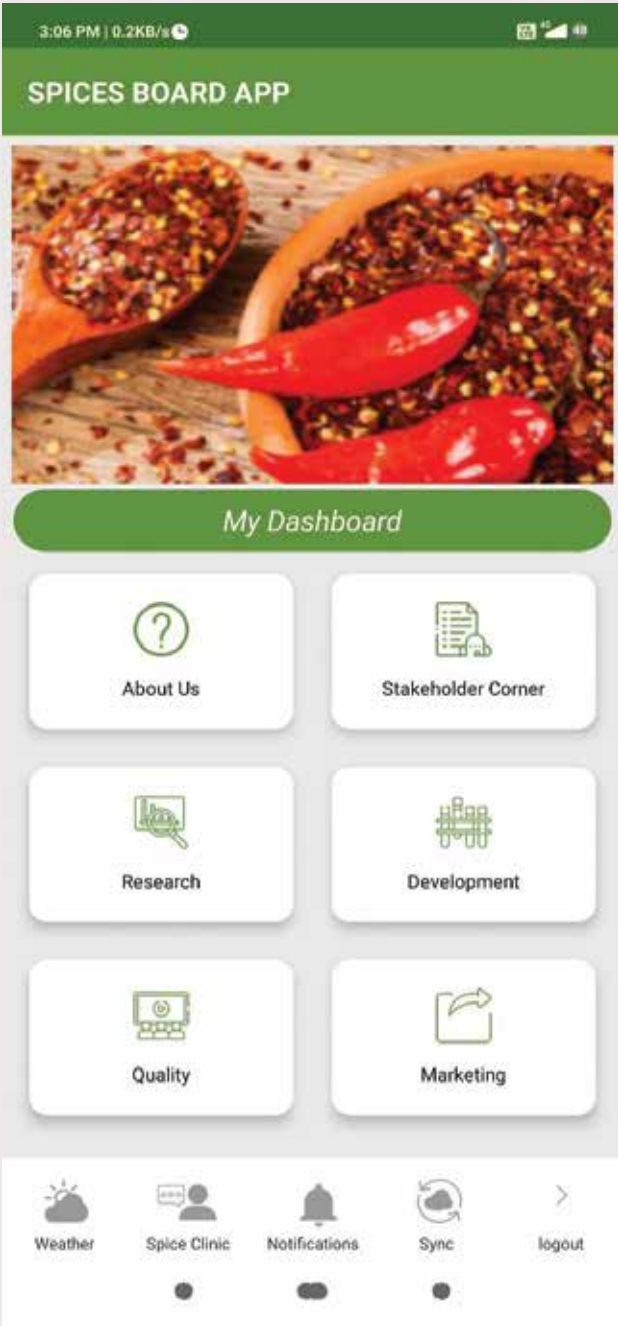 3:06 PM | 0.2KB/s
SPICES BOARD APP
My Dashboard
About Us
Stakeholder Corner
Research
Development
Quality
Marketing
Weather
Spice Clinic
Notifications
Sync
logout